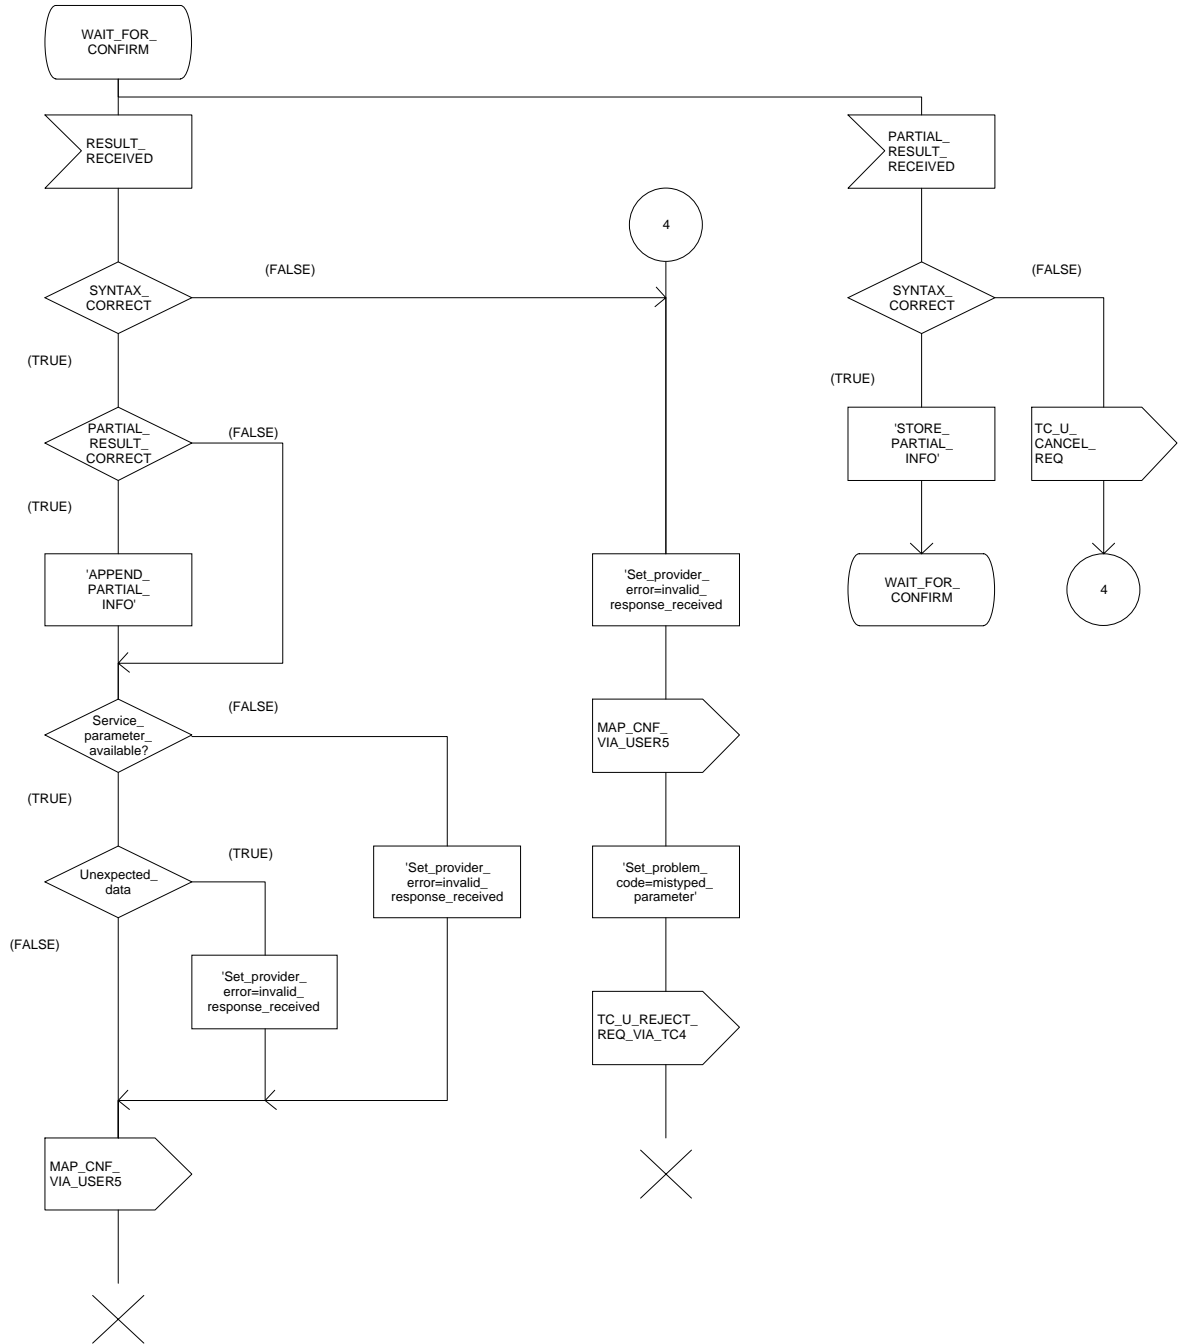 WAIT_FOR_
CONFIRM
RESULT_
RECEIVED
PARTIAL_
RESULT_
RECEIVED
4
(FALSE)
(FALSE)
SYNTAX_
CORRECT
SYNTAX_
CORRECT
(TRUE)
(TRUE)
PARTIAL_
RESULT_
CORRECT
(FALSE)
'STORE_
PARTIAL_
INFO'
TC_U_
CANCEL_
REQ
(TRUE)
'APPEND_
PARTIAL_
INFO'
'Set_provider_
error=invalid_
response_received
WAIT_FOR_
CONFIRM
4
(FALSE)
Service_
parameter_
available?
MAP_CNF_
VIA_USER5
(TRUE)
(TRUE)
Unexpected_
data
'Set_provider_
error=invalid_
response_received
'Set_problem_
code=mistyped_
parameter'
(FALSE)
'Set_provider_
error=invalid_
response_received
TC_U_REJECT_
REQ_VIA_TC4
MAP_CNF_
VIA_USER5